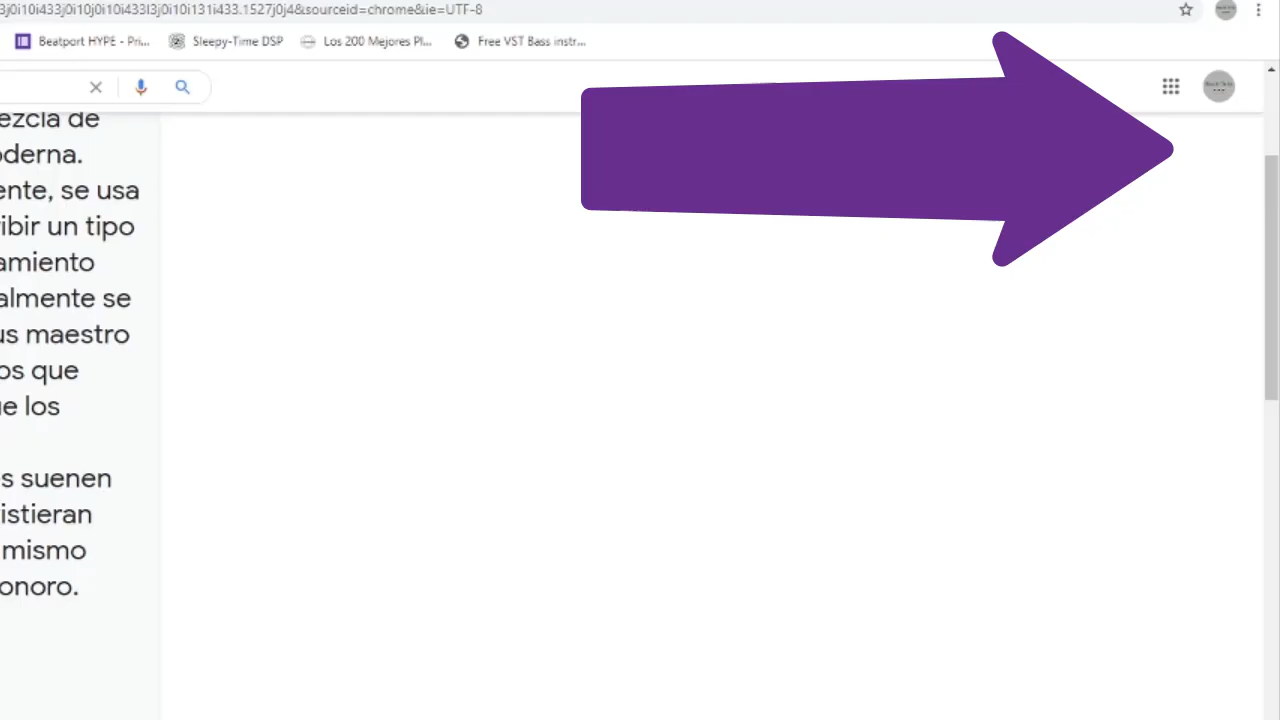 3j0i10i433j0i10j0i10i433l3j0i10i131i433.1527j0j4&sourceid=chrome&ie=UTF-8
Beatport HYPE - Pri... Sleepy-Time DSP Los 200 Mejores Pl... Free VST Bass instr...
ezcla de
oderna.
ente, se usa
ribir un tipo
amiento
almente se
us maestro
os que
ue los
s suenen
istieran
mismo
onoro.